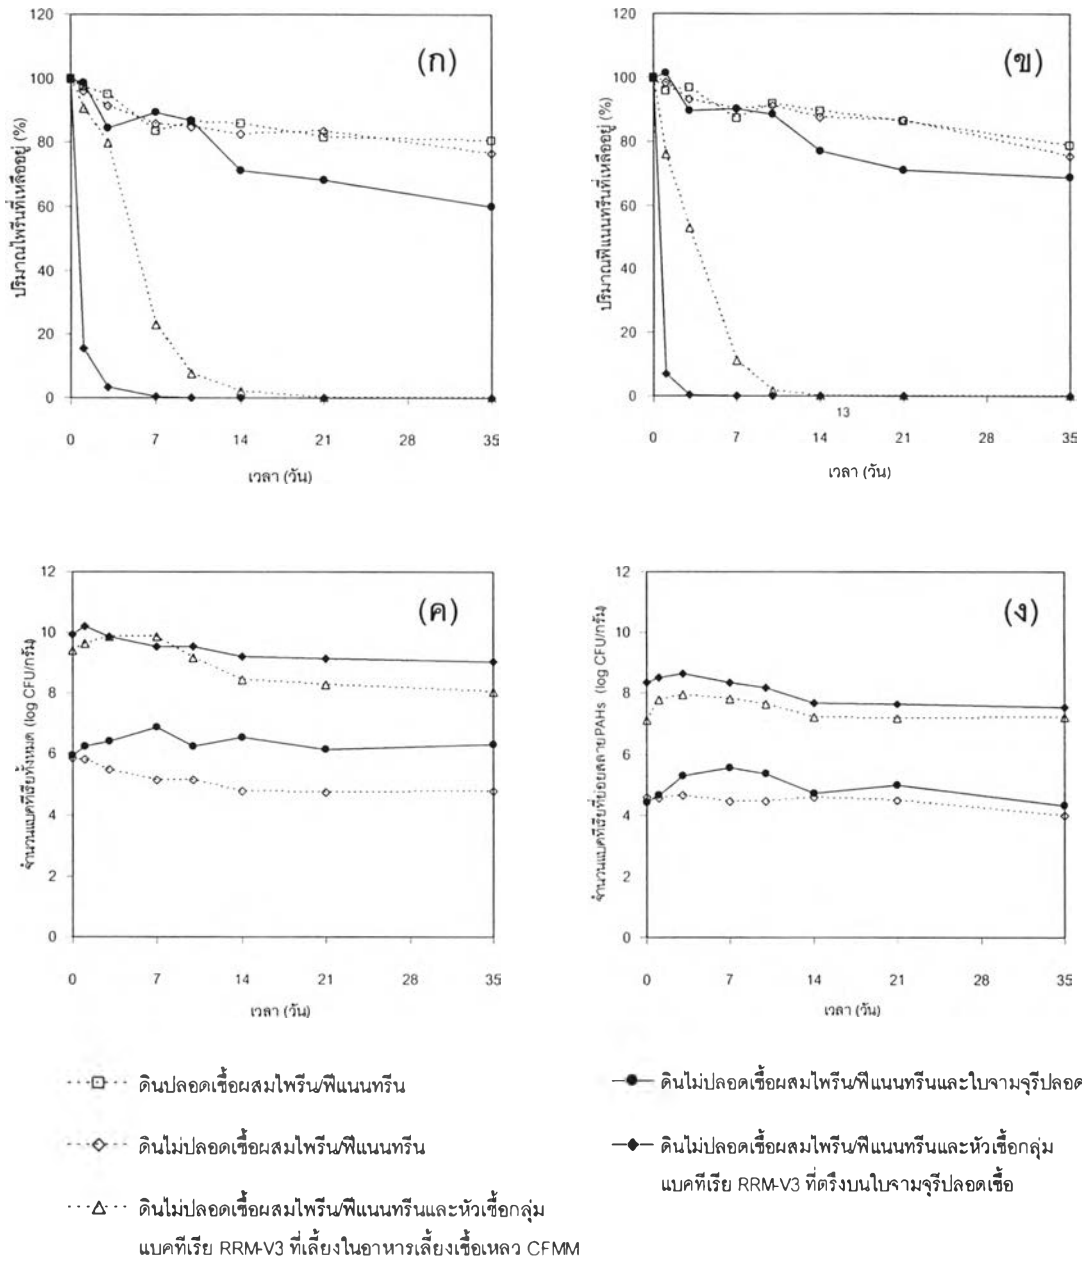 (ก)
ปริมาณไพรีนที่เหลืออยู่ (%)
120
100
80
60
40
20
0
0 7 14 21 28 35
เวลา (วัน)
(ข)
ปริมาณฟีแนนทรีนที่เหลืออยู่ (%)
120
100
80
60
40
20
0
13
0 7 14 21 28 35
เวลา (วัน)
(ค)
จำนวนแบคทีเรียทั้งหมด (log CFU/กรัม)
12
10
8
6
4
2
0
0 7 14 21 28 35
เวลา (วัน)
(ง)
จำนวนแบคทีเรียที่ย่อยสลายPAHs (log CFU/กรัม)
12
10
8
6
4
2
0
0 7 14 21 28 35
เวลา (วัน)
ดินปลอดเชื้อผสมไพรีน/ฟีแนนทรีน
ดินไม่ปลอดเชื้อผสมไพรีน/ฟีแนนทรีน
ดินไม่ปลอดเชื้อผสมไพรีน/ฟีแนนทรีนและหัวเชื้อกลุ่ม
แบคทีเรีย RRM-V3 ที่เลี้ยงในอาหารเลี้ยงเชื้อเหลว CFMM
ดินไม่ปลอดเชื้อผสมไพรีน/ฟีแนนทรีนและใบจามจุรีปลอด
ดินไม่ปลอดเชื้อผสมไพรีน/ฟีแนนทรีนและหัวเชื้อกลุ่ม
แบคทีเรีย RRM-V3 ที่ตรึงบนใบจามจุรีปลอดเชื้อ